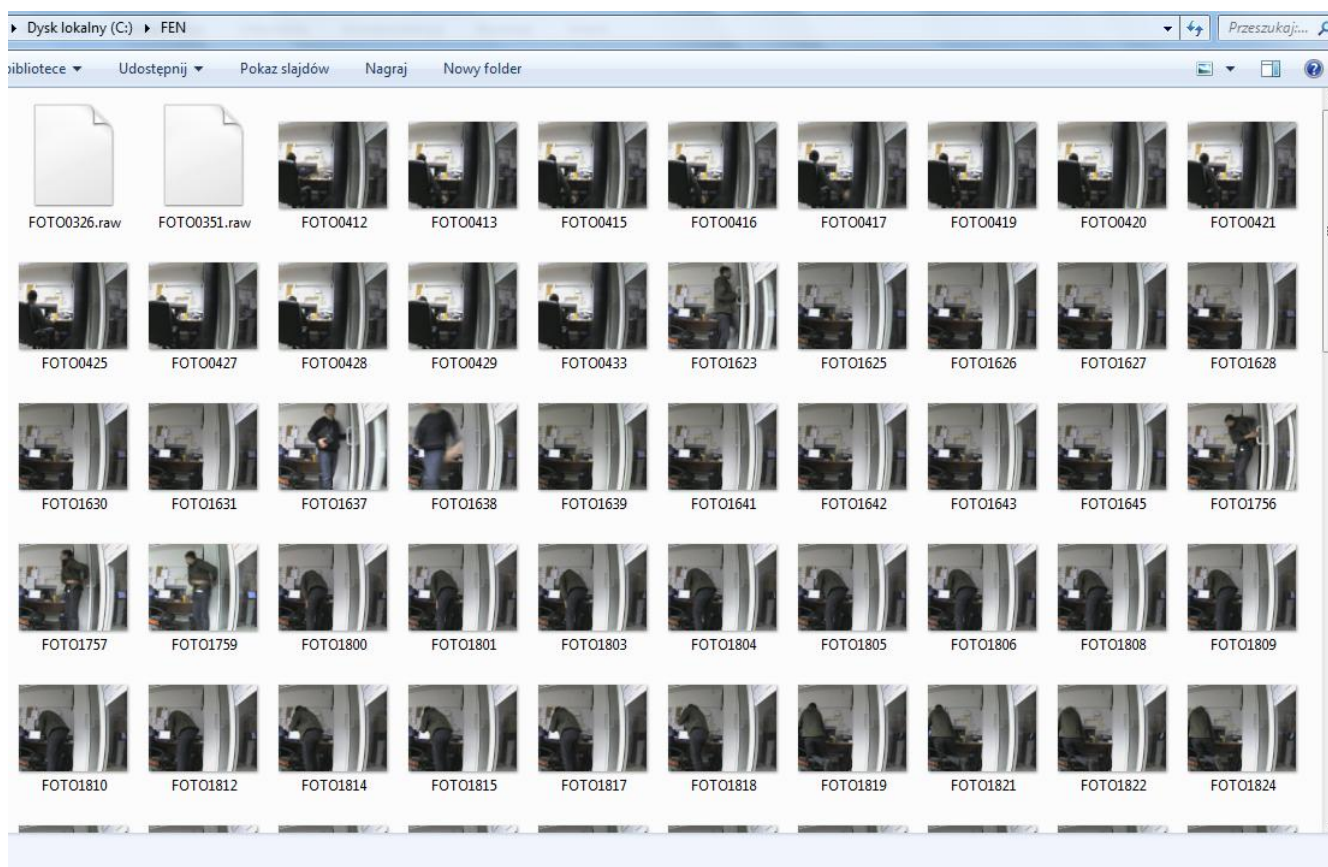 Dysk lokalny (C:) FEN
Przeszukaj:...
bibliotece Udostępnij Pokaz slajdów Nagraj Nowy folder
FOTO0326.raw FOTO0351.raw FOTO0412 FOTO0413 FOTO0415 FOTO0416 FOTO0417 FOTO0419 FOTO0420 FOTO0421
FOTO0425 FOTO0427 FOTO0428 FOTO0429 FOTO0433 FOTO1623 FOTO1625 FOTO1626 FOTO1627 FOTO1628
FOTO1630 FOTO1631 FOTO1637 FOTO1638 FOTO1639 FOTO1641 FOTO1642 FOTO1643 FOTO1645 FOTO1756
FOTO1757 FOTO1759 FOTO1800 FOTO1801 FOTO1803 FOTO1804 FOTO1805 FOTO1806 FOTO1808 FOTO1809
FOTO1810 FOTO1812 FOTO1814 FOTO1815 FOTO1817 FOTO1818 FOTO1819 FOTO1821 FOTO1822 FOTO1824